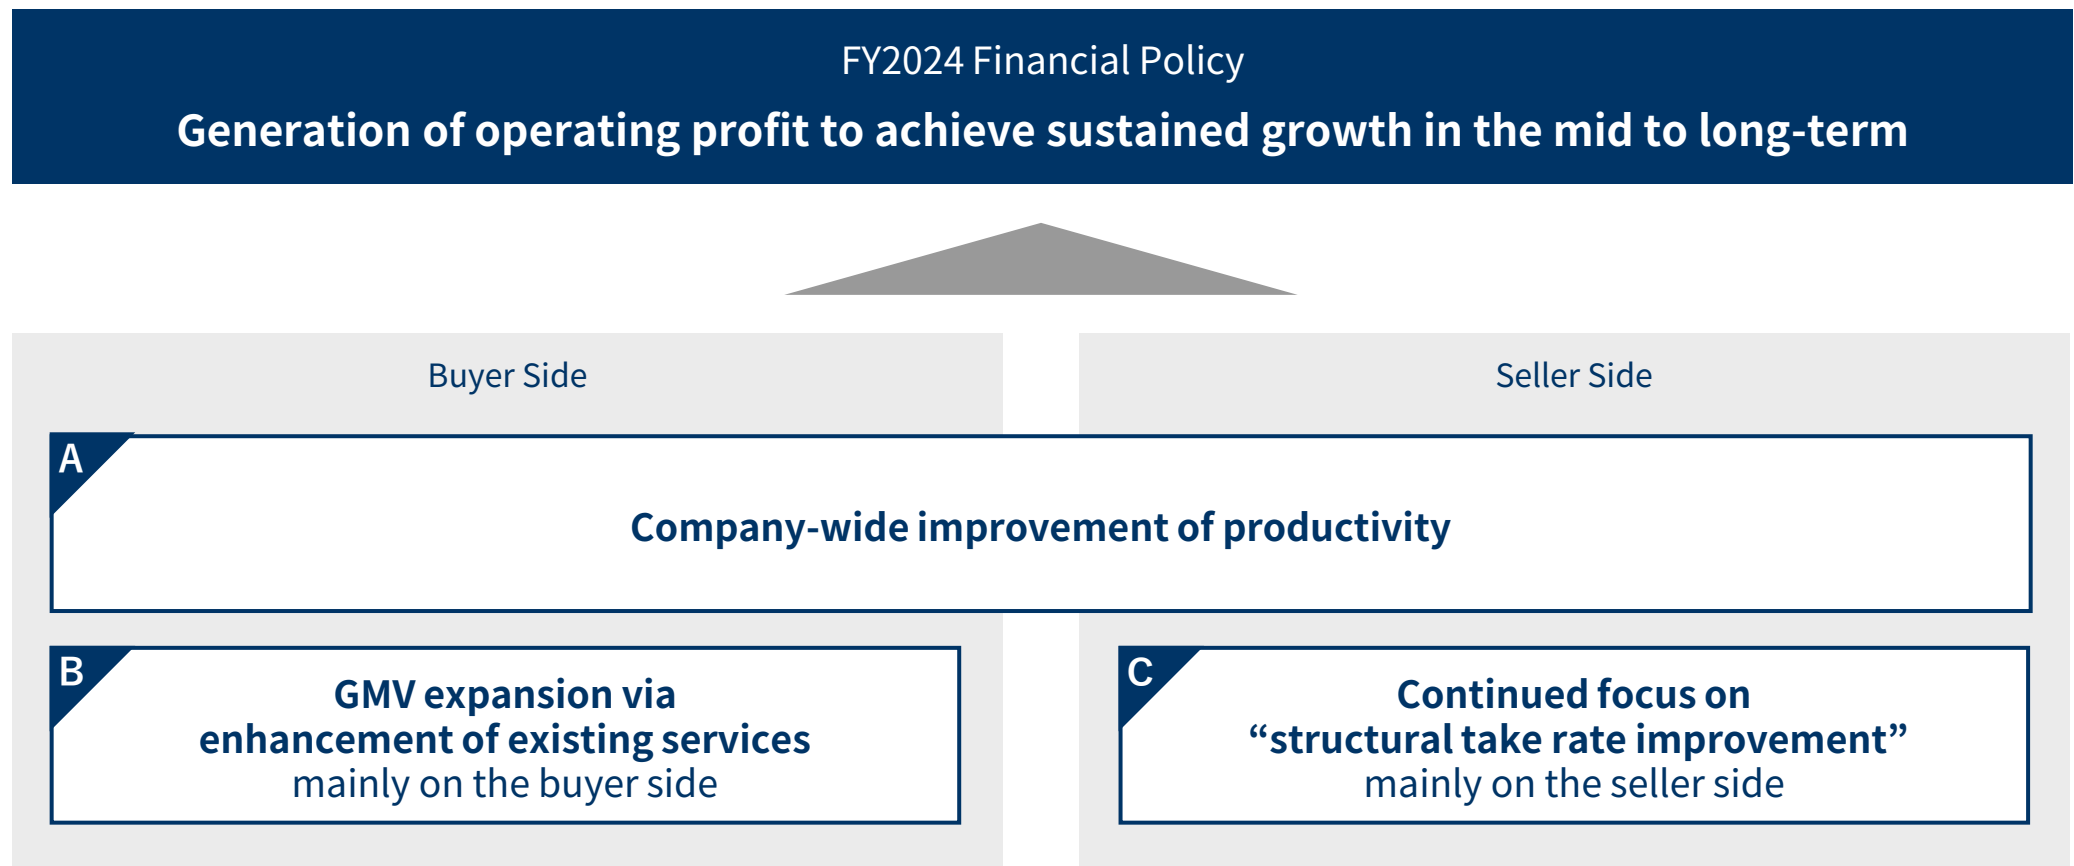 FY2024 Financial Policy
Generation of operating profit to achieve sustained growth in the mid to long-term
Buyer Side
Seller Side
A
Company-wide improvement of productivity
B
GMV expansion via
enhancement of existing services
mainly on the buyer side
C
Continued focus on
“structural take rate improvement”
mainly on the seller side